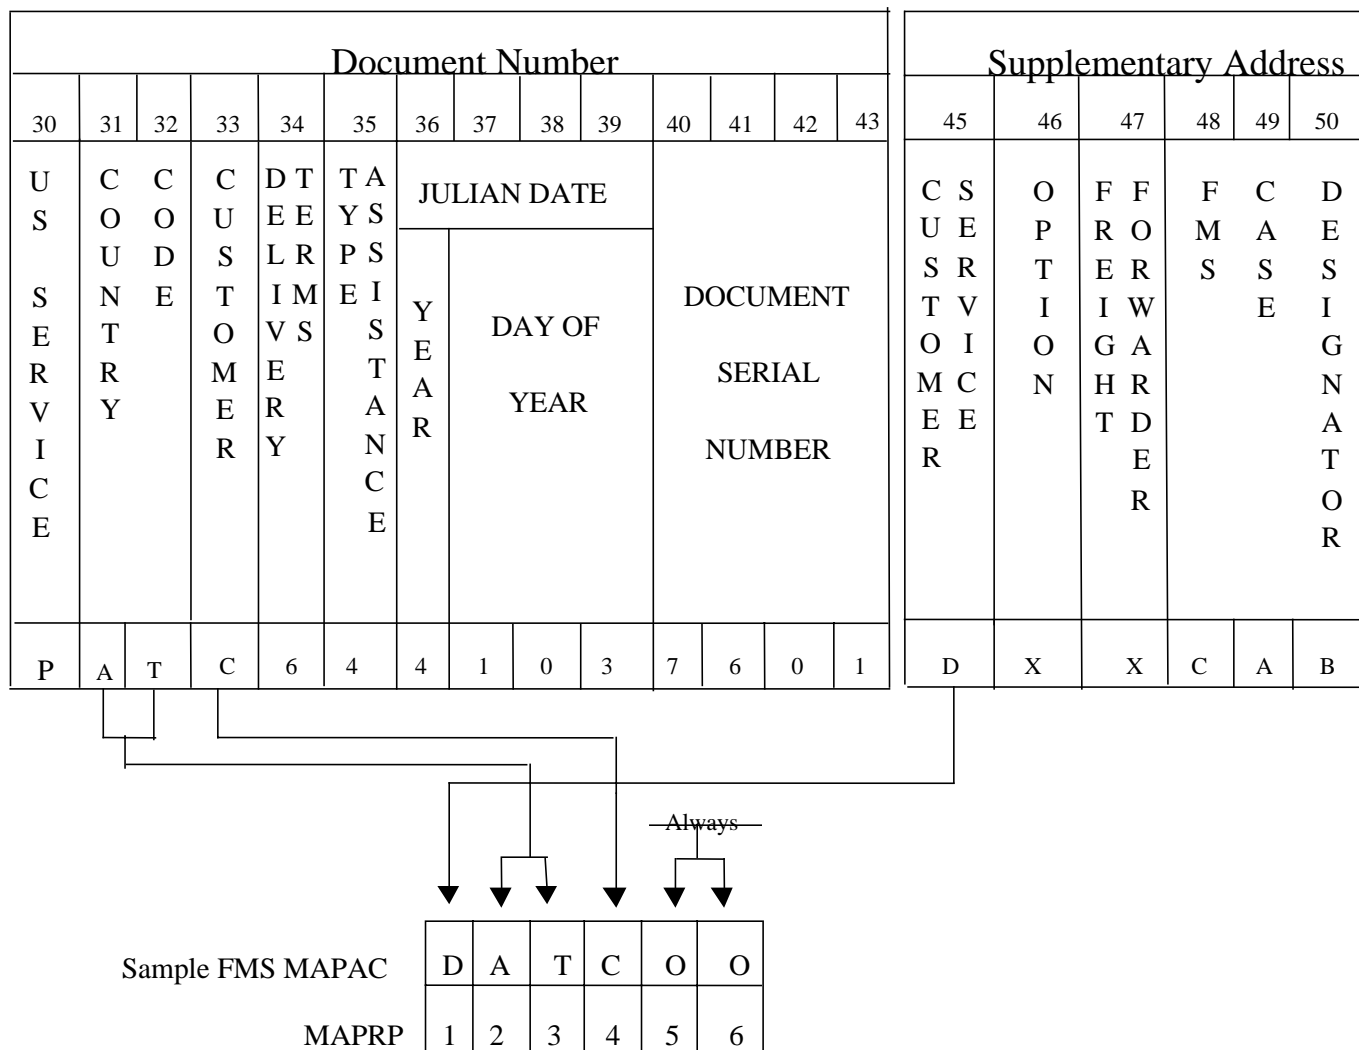 Document Number
Supplementary Address
30 31 32 33 34 35 36 37 38 39 40 41 42 43 45 46 47 48 49 50
US SERVICE
COUNTRY
CODE
CUSTOMER
DELIVERY
TERMS
TYPE
ASSISTANCE
JULIAN DATE
YEAR
DAY OF
YEAR
DOCUMENT
SERIAL
NUMBER
CUSTOMER
SERVICE
OPTION
FREIGHT
FORWARDER
FMS
CASE
DESIGNATOR
P A T C 6 4 4 1 0 3 7 6 0 1 D X X C A B
Always
Sample FMS MAPAC D A T C O O
MAPRP 1 2 3 4 5 6